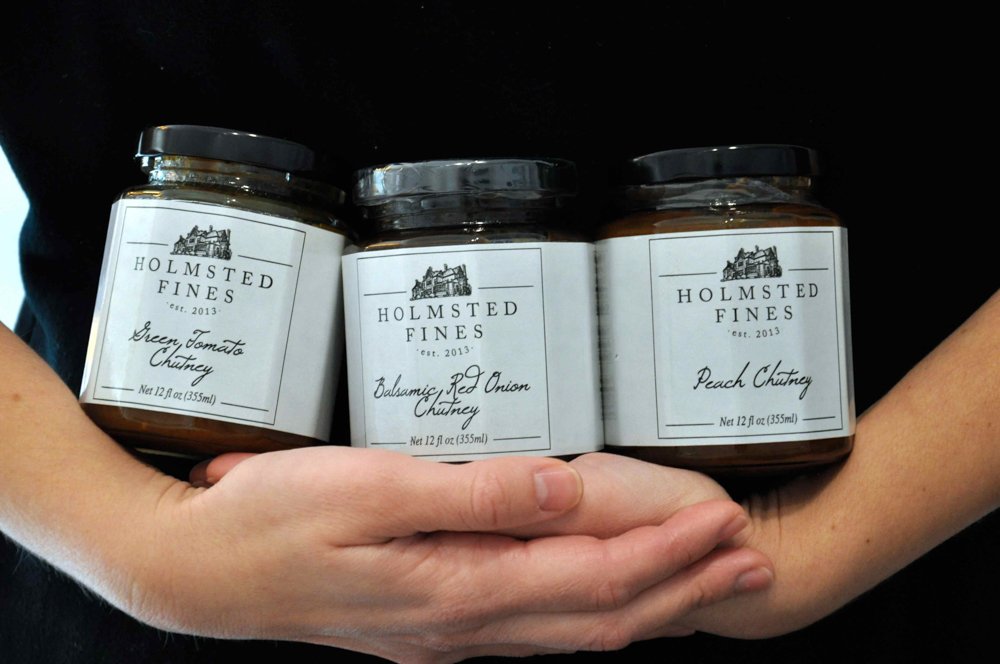 HOLMSTED
FINES
·est. 2013·
Green Tomato
Chutney
Net 12 fl oz (355ml)
HOLMSTED
FINES
·est. 2013·
Balsamic Red Onion
Chutney
Net 12 fl oz (355ml)
HOLMSTED
FINES
·est. 2013·
Peach Chutney
Net 12 fl oz (355ml)